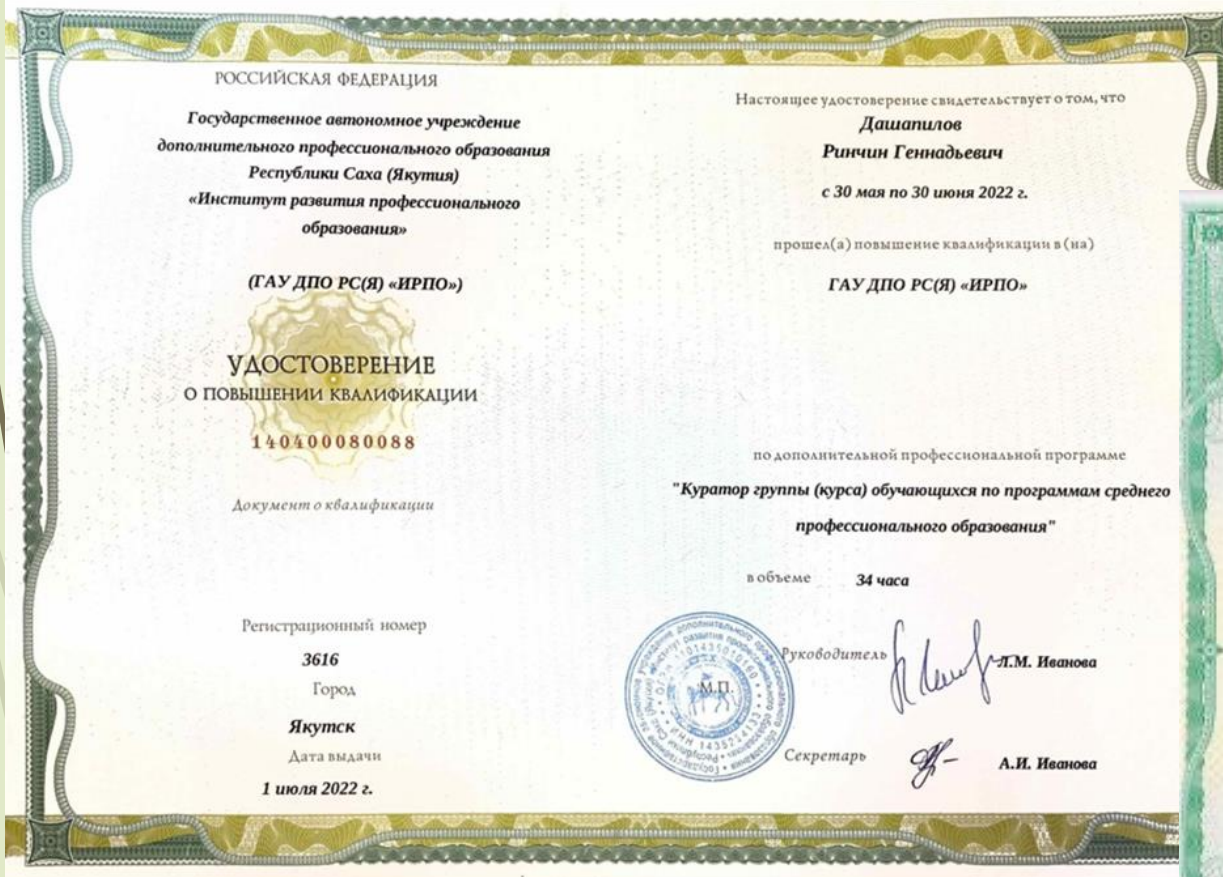 РОССИЙСКАЯ ФЕДЕРАЦИЯ
Государственное автономное учреждение
дополнительного профессионального образования
Республики Саха (Якутия)
«Институт развития профессионального
образования»
(ГАУ ДПО РС(Я) «ИРПО»)
УДОСТОВЕРЕНИЕ
О ПОВЫШЕНИИ КВАЛИФИКАЦИИ
140400080088
Документ о квалификации
Регистрационный номер
3616
Город
Якутск
Дата выдачи
1 июля 2022 г.
Настоящее удостоверение свидетельствует о том, что
Дашапилов
Ринчин Геннадьевич
с 30 мая по 30 июня 2022 г.
прошел(а) повышение квалификации в (на)
ГАУ ДПО РС(Я) «ИРПО»
по дополнительной профессиональной программе
"Куратор группы (курса) обучающихся по программам среднего
профессионального образования"
в объеме 34 часа
Руководитель Л.М. Иванова
М.П.
Секретарь А.И. Иванова